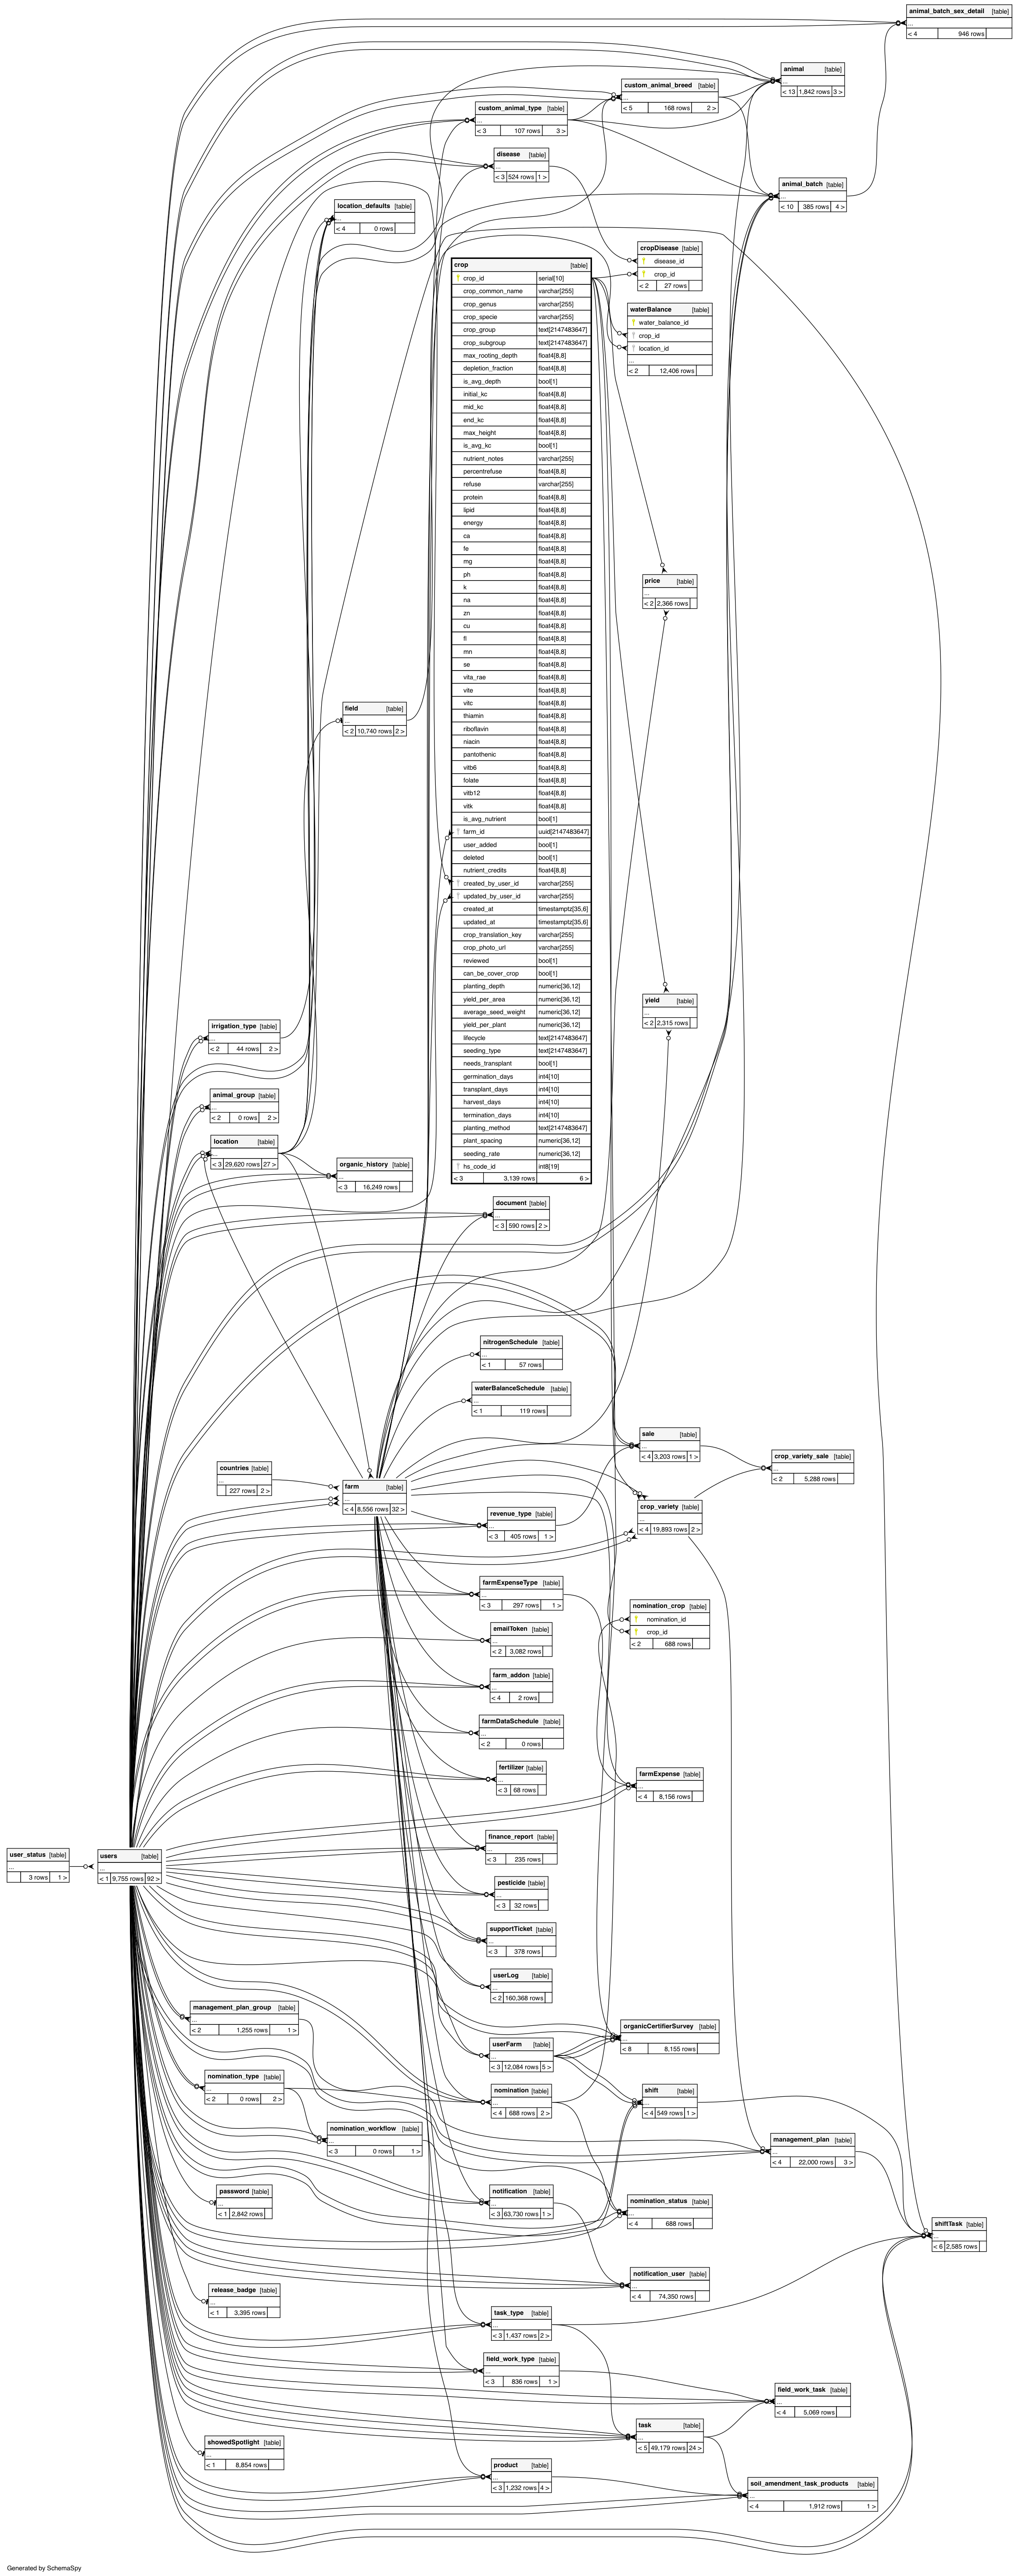 animal_batch_sex_detail [table]
...
< 4 946 rows
animal [table]
...
< 13 1,842 rows 3 >
custom_animal_breed [table]
...
< 5 168 rows 2 >
custom_animal_type [table]
...
< 3 107 rows 3 >
disease [table]
...
< 3 524 rows 1 >
animal_batch [table]
...
< 10 385 rows 4 >
location_defaults [table]
...
< 4 0 rows
cropDisease [table]
disease_id
crop_id
< 2 27 rows
waterBalance [table]
water_balance_id
crop_id
location_id
...
< 2 12,406 rows
crop [table]
crop_id serial[10]
crop_common_name varchar[255]
crop_genus varchar[255]
crop_specie varchar[255]
crop_group text[2147483647]
crop_subgroup text[2147483647]
max_rooting_depth float4[8,8]
depletion_fraction float4[8,8]
is_avg_depth bool[1]
initial_kc float4[8,8]
mid_kc float4[8,8]
end_kc float4[8,8]
max_height float4[8,8]
is_avg_kc bool[1]
nutrient_notes varchar[255]
percentrefuse float4[8,8]
refuse varchar[255]
protein float4[8,8]
lipid float4[8,8]
energy float4[8,8]
ca float4[8,8]
fe float4[8,8]
mg float4[8,8]
ph float4[8,8]
k float4[8,8]
na float4[8,8]
zn float4[8,8]
cu float4[8,8]
fl float4[8,8]
mn float4[8,8]
se float4[8,8]
vita_rae float4[8,8]
vite float4[8,8]
vitc float4[8,8]
thiamin float4[8,8]
riboflavin float4[8,8]
niacin float4[8,8]
pantothenic float4[8,8]
vitb6 float4[8,8]
folate float4[8,8]
vitb12 float4[8,8]
vitk float4[8,8]
is_avg_nutrient bool[1]
farm_id uuid[2147483647]
user_added bool[1]
deleted bool[1]
nutrient_credits float4[8,8]
created_by_user_id varchar[255]
updated_by_user_id varchar[255]
created_at timestamptz[35,6]
updated_at timestamptz[35,6]
crop_translation_key varchar[255]
crop_photo_url varchar[255]
reviewed bool[1]
can_be_cover_crop bool[1]
planting_depth numeric[36,12]
yield_per_area numeric[36,12]
average_seed_weight numeric[36,12]
yield_per_plant numeric[36,12]
lifecycle text[2147483647]
seeding_type text[2147483647]
needs_transplant bool[1]
germination_days int4[10]
transplant_days int4[10]
harvest_days int4[10]
termination_days int4[10]
planting_method text[2147483647]
plant_spacing numeric[36,12]
seeding_rate numeric[36,12]
hs_code_id int8[19]
< 3 3,139 rows 6 >
price [table]
...
< 2 2,366 rows
field [table]
...
< 2 10,740 rows 2 >
yield [table]
...
< 2 2,315 rows
irrigation_type [table]
...
< 2 44 rows 2 >
animal_group [table]
...
< 2 0 rows 2 >
location [table]
...
< 3 29,620 rows 27 >
organic_history [table]
...
< 3 16,249 rows
document [table]
...
< 3 590 rows 2 >
nitrogenSchedule [table]
...
< 1 57 rows
waterBalanceSchedule [table]
...
< 1 119 rows
sale [table]
...
< 4 3,203 rows 1 >
crop_variety_sale [table]
...
< 2 5,288 rows
countries [table]
...
227 rows 2 >
farm [table]
...
< 4 8,556 rows 32 >
crop_variety [table]
...
< 4 19,893 rows 2 >
revenue_type [table]
...
< 3 405 rows 1 >
farmExpenseType [table]
...
< 3 297 rows 1 >
nomination_crop [table]
nomination_id
crop_id
< 2 688 rows
emailToken [table]
...
< 2 3,082 rows
farm_addon [table]
...
< 4 2 rows
farmDataSchedule [table]
...
< 2 0 rows
fertilizer [table]
...
< 3 68 rows
farmExpense [table]
...
< 4 8,156 rows
finance_report [table]
...
< 3 235 rows
user_status [table]
...
3 rows 1 >
users [table]
...
< 1 9,755 rows 92 >
pesticide [table]
...
< 3 32 rows
supportTicket [table]
...
< 3 378 rows
userLog [table]
...
< 2 160,368 rows
management_plan_group [table]
...
< 2 1,255 rows 1 >
organicCertifierSurvey [table]
...
< 8 8,155 rows
userFarm [table]
...
< 3 12,084 rows 5 >
nomination_type [table]
...
< 2 0 rows 2 >
nomination [table]
...
< 4 688 rows 2 >
shift [table]
...
< 4 549 rows 1 >
nomination_workflow [table]
...
< 3 0 rows 1 >
management_plan [table]
...
< 4 22,000 rows 3 >
password [table]
...
< 1 2,842 rows
notification [table]
...
< 3 63,730 rows 1 >
nomination_status [table]
...
< 4 688 rows
shiftTask [table]
...
< 6 2,585 rows
notification_user [table]
...
< 4 74,350 rows
release_badge [table]
...
< 1 3,395 rows
task_type [table]
...
< 3 1,437 rows 2 >
field_work_type [table]
...
< 3 836 rows 1 >
field_work_task [table]
...
< 4 5,069 rows
task [table]
...
< 5 49,179 rows 24 >
showedSpotlight [table]
...
< 1 8,854 rows
product [table]
...
< 3 1,232 rows 4 >
soil_amendment_task_products [table]
...
< 4 1,912 rows 1 >
Generated by SchemaSpy